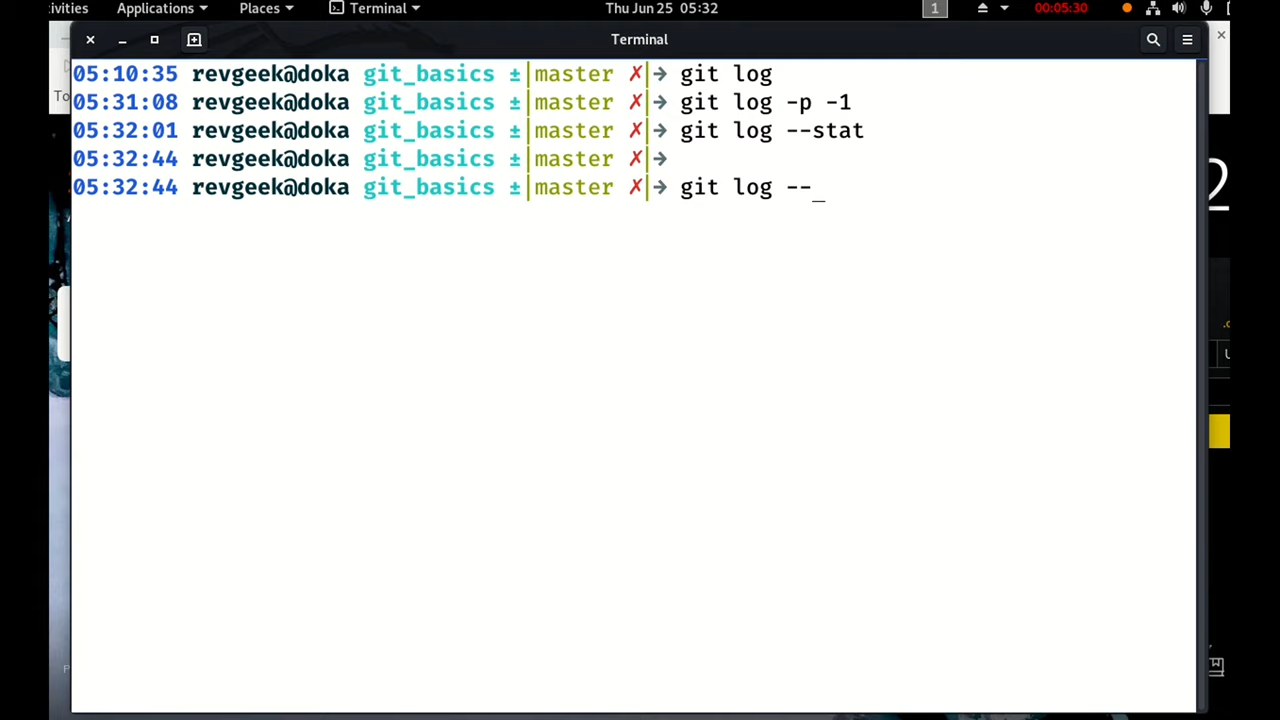 ivities Applications Places Terminal Thu Jun 25 05:32 1 00:05:30
Terminal
To
05:10:35 revgeek@doka git_basics ±|master ✗|→ git log
05:31:08 revgeek@doka git_basics ±|master ✗|→ git log -p -1
05:32:01 revgeek@doka git_basics ±|master ✗|→ git log --stat
05:32:44 revgeek@doka git_basics ±|master ✗|→
05:32:44 revgeek@doka git_basics ±|master ✗|→ git log --_
2
U
P